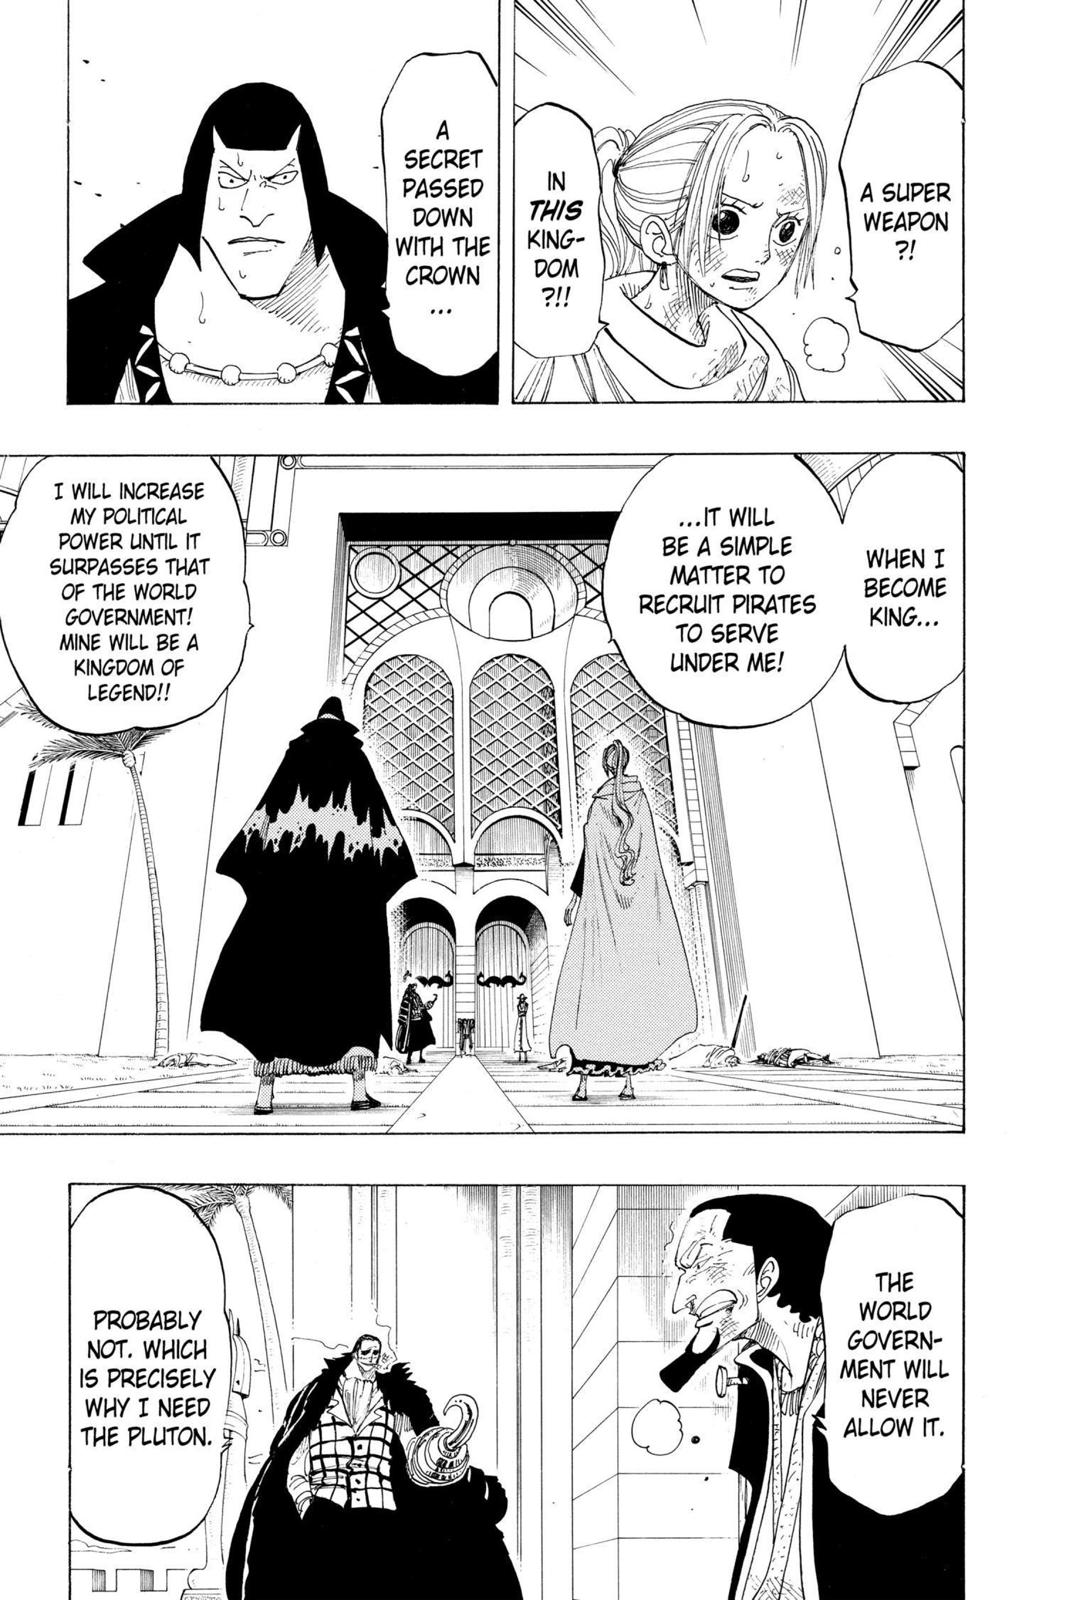 A SUPER
WEAPON
?!
IN
THIS
KING-
DOM
?!!
A
SECRET
PASSED
DOWN
WITH THE
CROWN
...
WHEN I
BECOME
KING...
...IT WILL
BE A SIMPLE
MATTER TO
RECRUIT PIRATES
TO SERVE
UNDER ME!
I WILL INCREASE
MY POLITICAL
POWER UNTIL IT
SURPASSES THAT
OF THE WORLD
GOVERNMENT!
MINE WILL BE A
KINGDOM OF
LEGEND!!
THE
WORLD
GOVERN-
MENT WILL
NEVER
ALLOW IT.
PROBABLY
NOT. WHICH
IS PRECISELY
WHY I NEED
THE PLUTON.